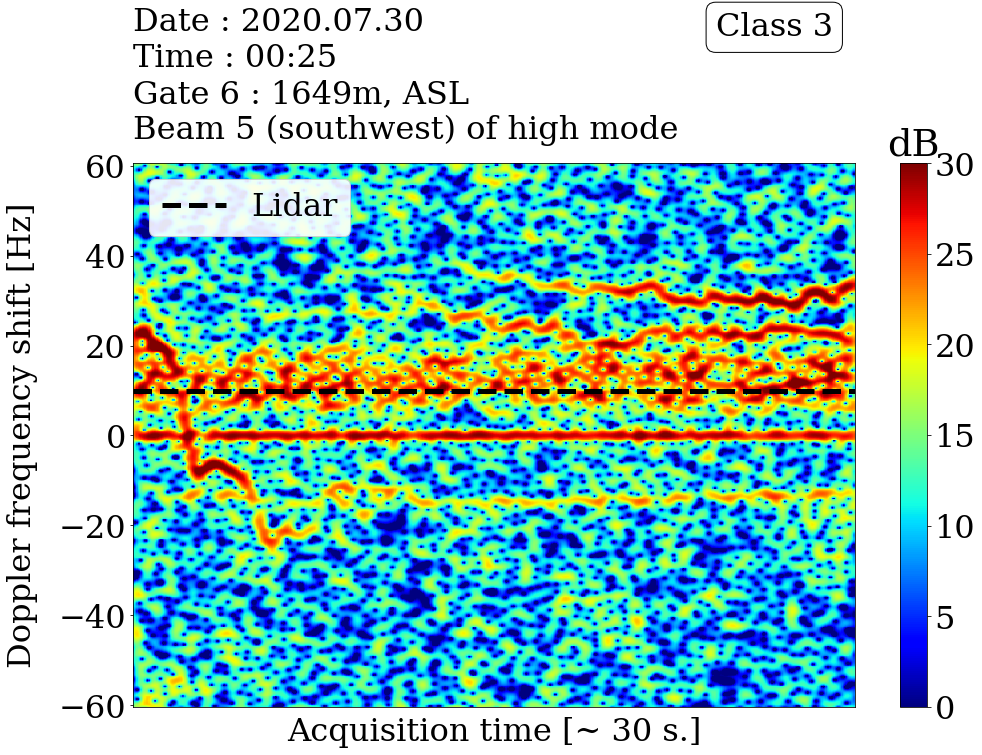 Date : 2020.07.30
Time : 00:25
Gate 6 : 1649m, ASL
Beam 5 (southwest) of high mode
Class 3
dB
Doppler frequency shift [Hz]
60
40
20
0
−20
−40
−60
Lidar
30
25
20
15
10
5
0
Acquisition time [~ 30 s.]